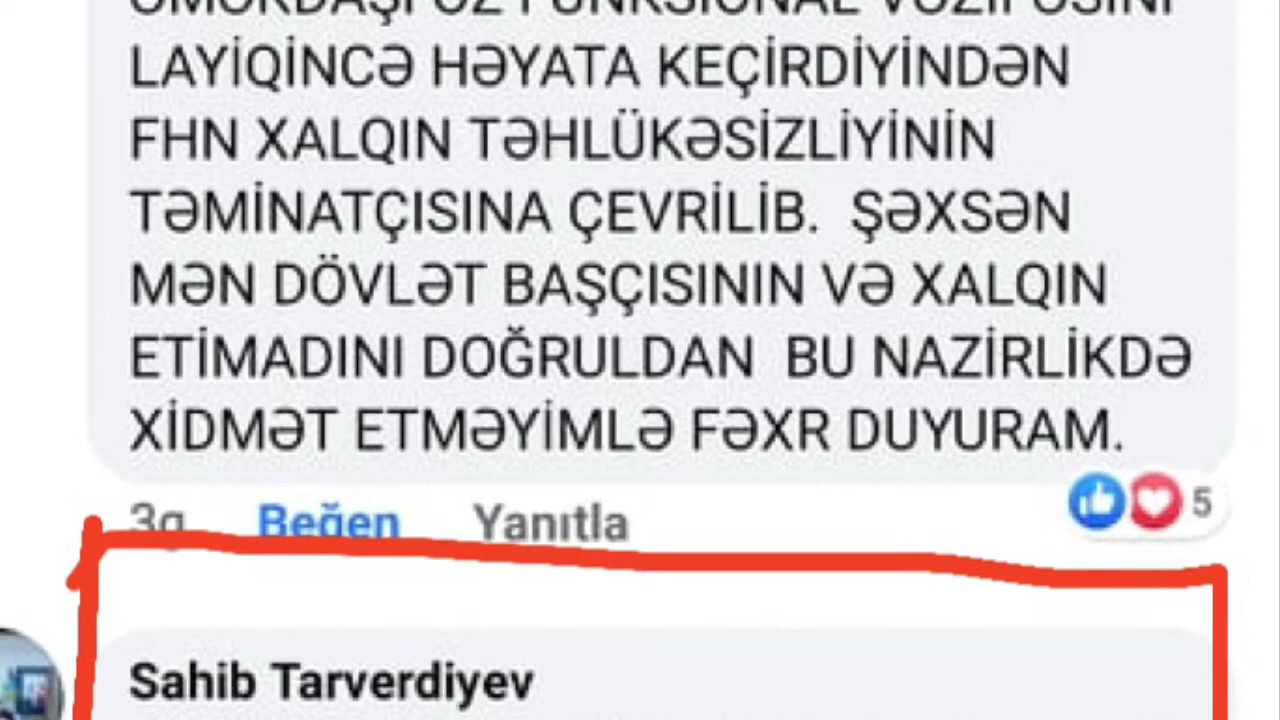 LAYİQİNCƏ HƏYATA KEÇİRDİYİNDƏN
FHN XALQIN TƏHLÜKƏSİZLİYİNİN
TƏMİNATÇISINA ÇEVRİLİB. ŞƏXSƏN
MƏN DÖVLƏT BAŞÇISININ VƏ XALQIN
ETİMADINI DOĞRULDAN BU NAZİRLİKDƏ
XİDMƏT ETMƏYİMLƏ FƏXR DUYURAM.
3g Beğen Yanıtla 5
Sahib Tarverdiyev